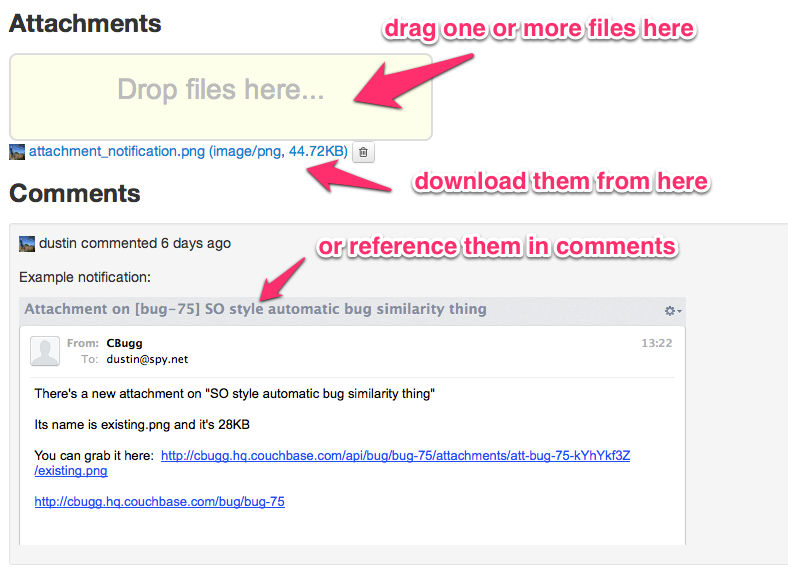 Attachments
drag one or more files here
Drop files here...
attachment_notification.png (image/png, 44.72KB)
download them from here
Comments
dustin commented 6 days ago
or reference them in comments
Example notification:
Attachment on [bug-75] SO style automatic bug similarity thing
From: CBugg
13:22
To: dustin@spy.net
There's a new attachment on "SO style automatic bug similarity thing"
Its name is existing.png and it's 28KB
You can grab it here: http://cbugg.hq.couchbase.com/api/bug/bug-75/attachments/att-bug-75-kYhYkf3Z
/existing.png
http://cbugg.hq.couchbase.com/bug/bug-75